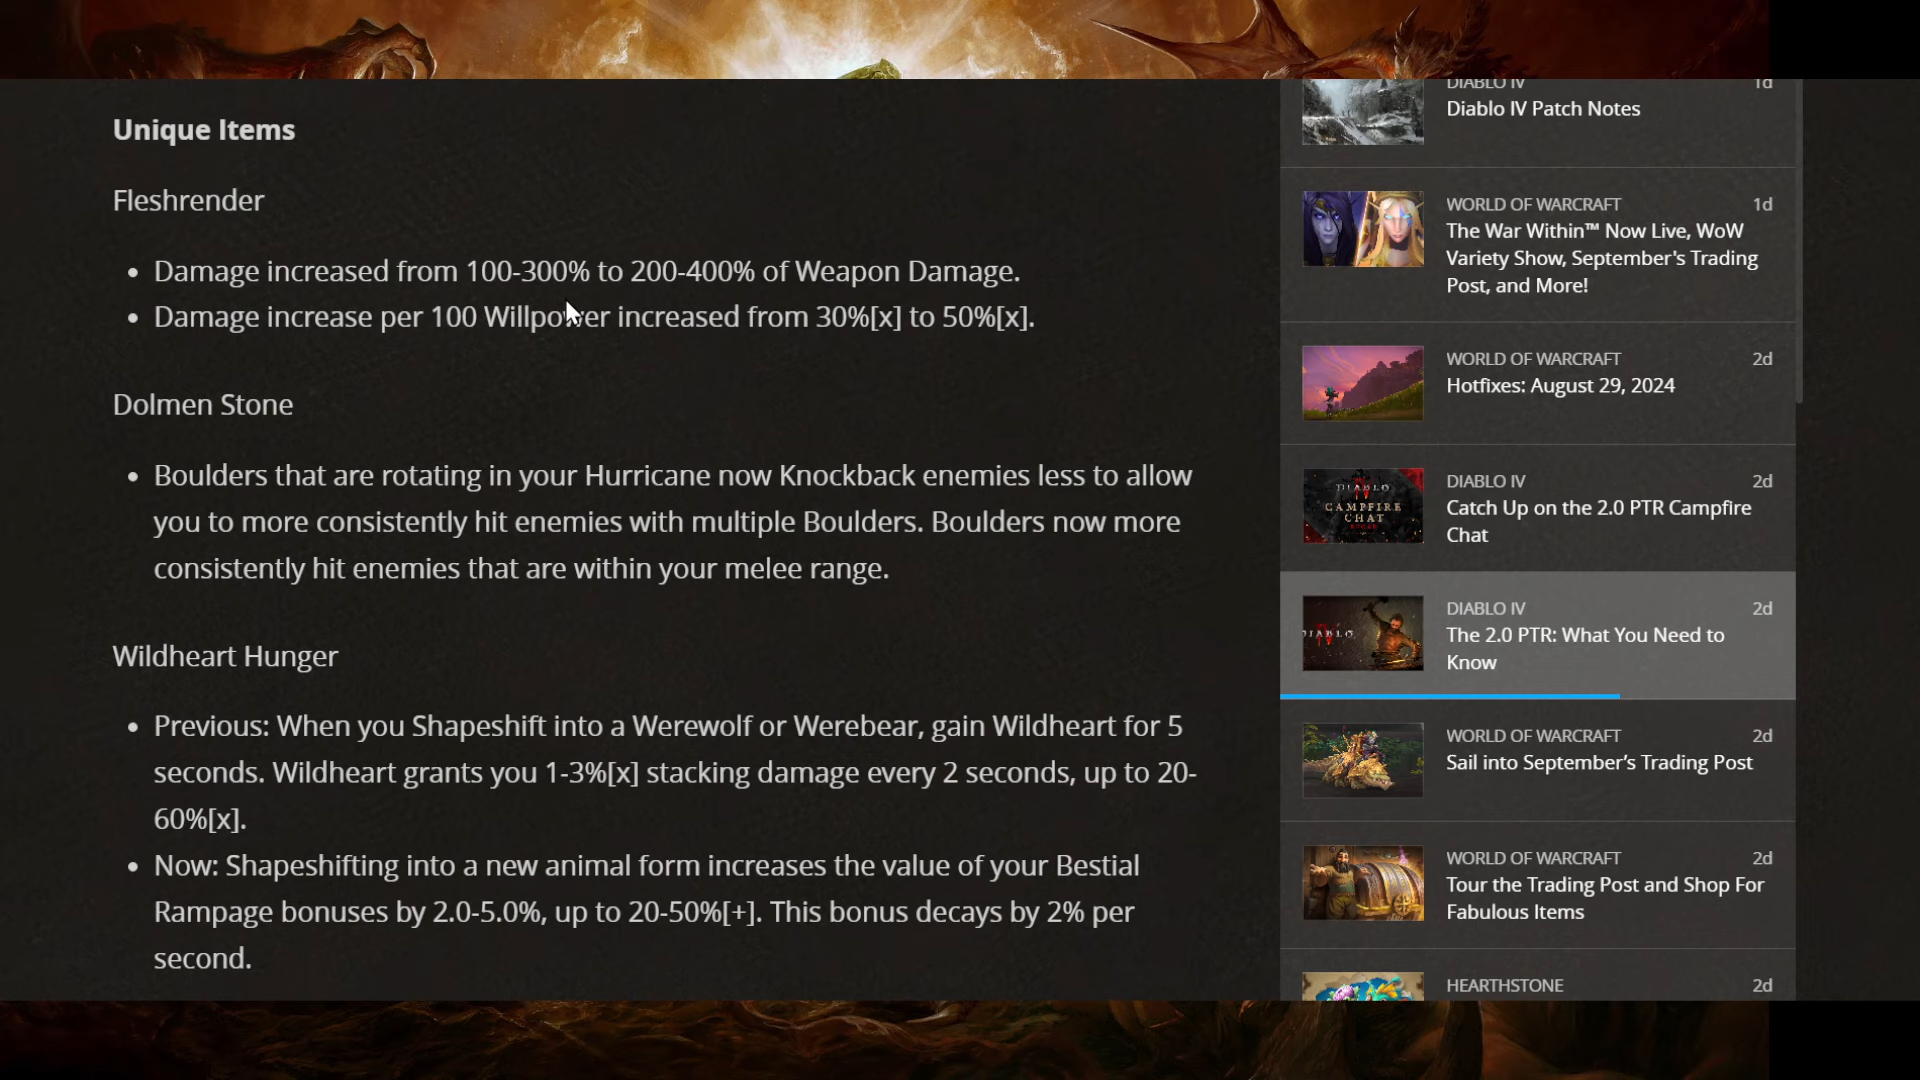 Unique Items
Fleshrender
• Damage increased from 100-300% to 200-400% of Weapon Damage.
• Damage increase per 100 Willpower increased from 30%[x] to 50%[x].
Dolmen Stone
• Boulders that are rotating in your Hurricane now Knockback enemies less to allow
you to more consistently hit enemies with multiple Boulders. Boulders now more
consistently hit enemies that are within your melee range.
Wildheart Hunger
• Previous: When you Shapeshift into a Werewolf or Werebear, gain Wildheart for 5
seconds. Wildheart grants you 1-3%[x] stacking damage every 2 seconds, up to 20-
60%[x].
• Now: Shapeshifting into a new animal form increases the value of your Bestial
Rampage bonuses by 2.0-5.0%, up to 20-50%[+]. This bonus decays by 2% per
second.
DIABLO IV 1d
Diablo IV Patch Notes
WORLD OF WARCRAFT 1d
The War Within™ Now Live, WoW
Variety Show, September's Trading
Post, and More!
WORLD OF WARCRAFT 2d
Hotfixes: August 29, 2024
DIABLO IV 2d
Catch Up on the 2.0 PTR Campfire
Chat
DIABLO
CAMPFIRE
CHAT
DIABLO IV 2d
The 2.0 PTR: What You Need to
Know
DIABLO
WORLD OF WARCRAFT 2d
Sail into September’s Trading Post
WORLD OF WARCRAFT 2d
Tour the Trading Post and Shop For
Fabulous Items
HEARTHSTONE 2d